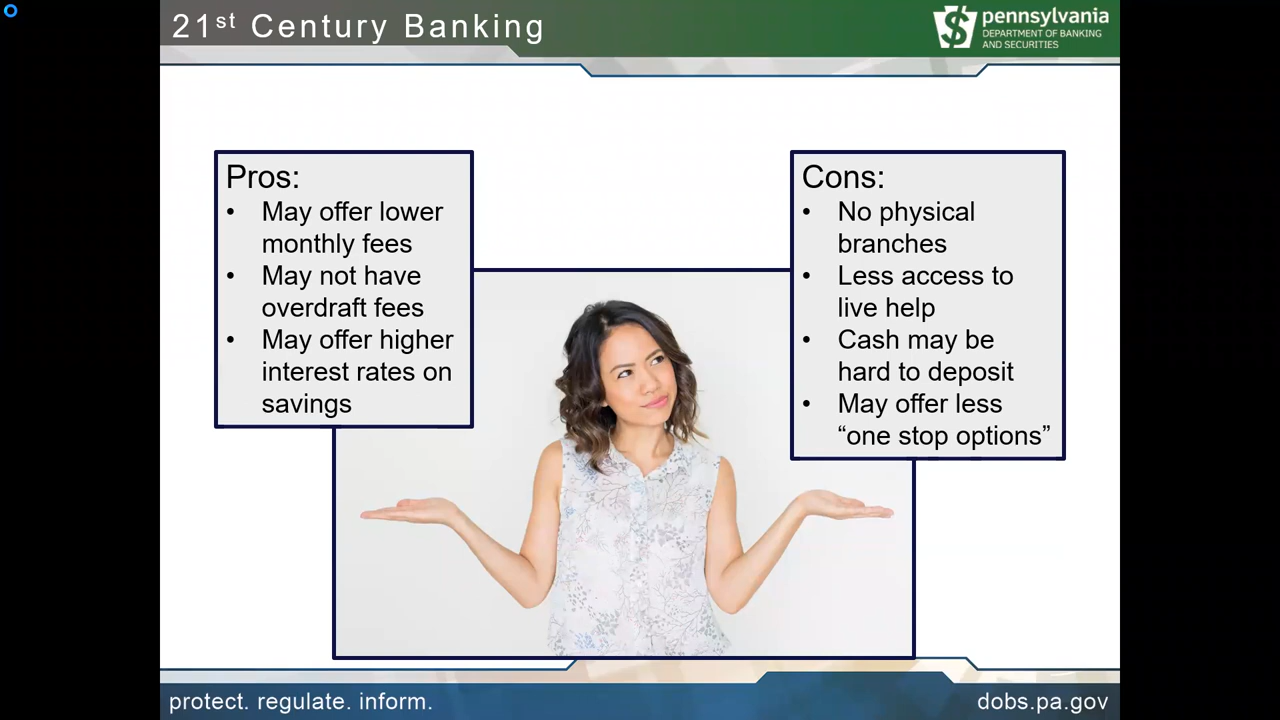 21st Century Banking
pennsylvania
DEPARTMENT OF BANKING
AND SECURITIES
Pros:
• May offer lower
monthly fees
• May not have
overdraft fees
• May offer higher
interest rates on
savings
Cons:
• No physical
branches
• Less access to
live help
• Cash may be
hard to deposit
• May offer less
“one stop options”
protect. regulate. inform.
dobs.pa.gov